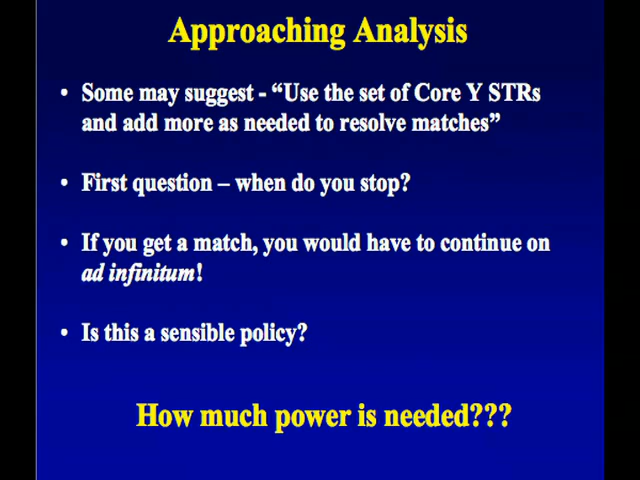 Approaching Analysis
• Some may suggest - “Use the set of Core Y STRs
and add more as needed to resolve matches”
• First question – when do you stop?
• If you get a match, you would have to continue on
ad infinitum!
• Is this a sensible policy?
How much power is needed???